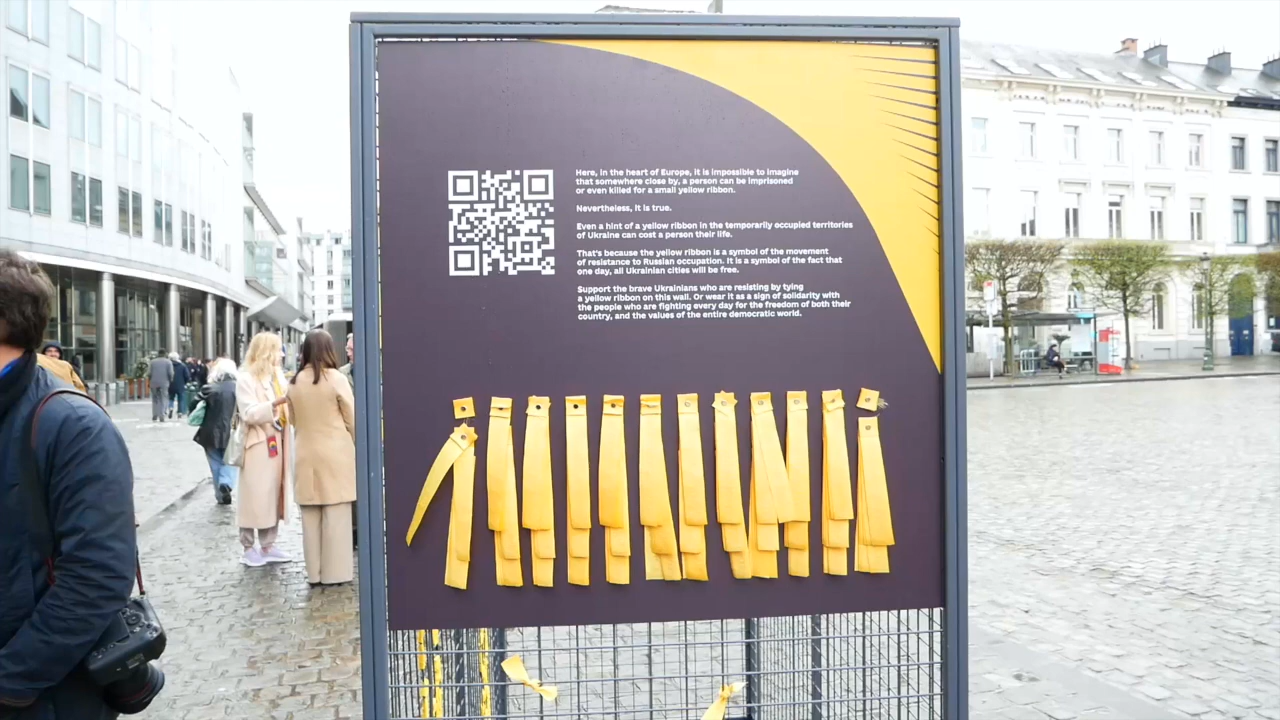 Here, in the heart of Europe, it is impossible to imagine
that somewhere close by, a person can be imprisoned
or even killed for a small yellow ribbon.
Nevertheless, it is true.
Even a hint of a yellow ribbon in the temporarily occupied territories
of Ukraine can cost a person their life.
That's because the yellow ribbon is a symbol of the movement
of resistance to Russian occupation. It is a symbol of the fact that
one day, all Ukrainian cities will be free.
Support the brave Ukrainians who are resisting by tying
a yellow ribbon on this wall. Or wear it as a sign of solidarity with
the people who are fighting every day for the freedom of both their
country, and the values of the entire democratic world.